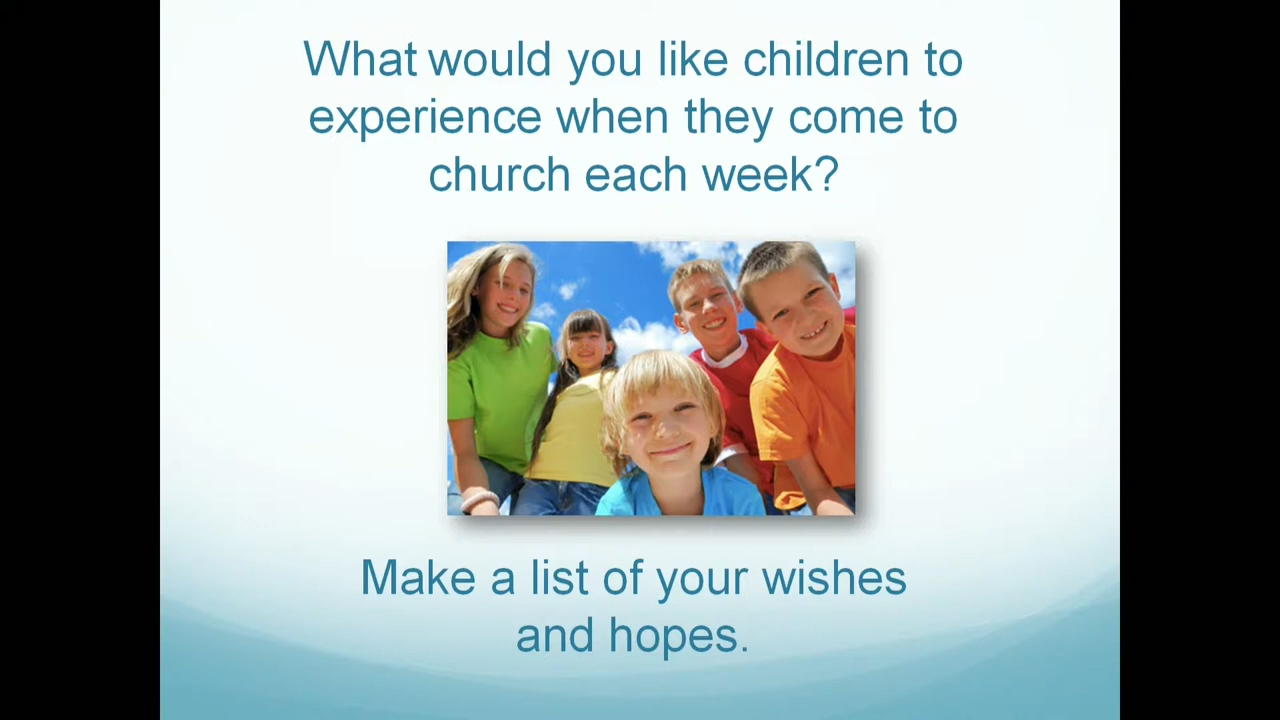 What would you like children to
experience when they come to
church each week?
Make a list of your wishes
and hopes.